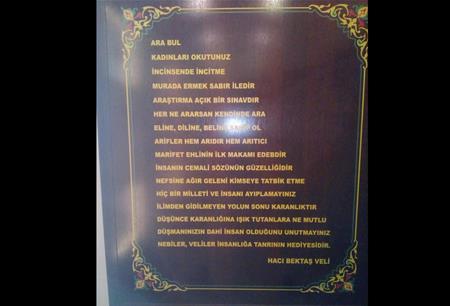 ARA BUL
KADINLARI OKUTUNUZ
İNCİNSENDE İNCİTME
MURADA ERMEK SABIR İLEDİR
ARAŞTIRMA AÇIK BİR SINAVDIR
HER NE ARARSAN KENDİNDE ARA
ELİNE, DİLİNE, BELİNE OL
ARİFLER HEM ARIDIR HEM ARITICI
MARİFET EHLİNİN İLK MAKAMI EDEBDİR
İNSANIN CEMALİ SÖZÜNÜN GÜZELLİĞİDİR
NEFSİNE AĞIR GELENİ KİMSEYE TATBİK ETME
HİÇ BİR MİLLETİ VE İNSANI AYIPLAMAYINIZ
İLİMDEN GİDİLMEYEN YOLUN SONU KARANLIKTIR
DÜŞÜNCE KARANLIĞINA IŞIK TUTANLARA NE MUTLU
DÜŞMANINIZIN DAHİ İNSAN OLDUĞUNU UNUTMAYINIZ
NEBİLER, VELİLER İNSANLIĞA TANRININ HEDİYESİDİR.
HACI BEKTAŞ VELİ